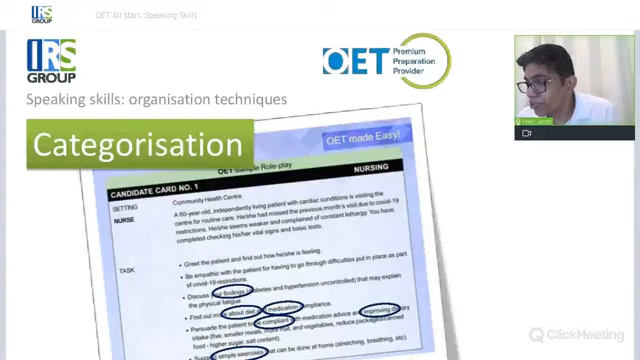 IRS
GROUP
OET All stars: Speaking Skills
IRS
GROUP
OET Premium
Preparation
Provider
Speaking skills: organisation techniques
Categorisation
OET made Easy!
OET Sample Role-play
CANDIDATE CARD NO. 1 NURSING
SETTING Community Health Centre
NURSE A 60-year-old, independently living patient with cardiac conditions is visiting the
centre for routine care. He/she had missed the previous month's visit due to covid-19
restrictions. He/she seems weaker and complained of constant lethargy. You have
completed checking his/her vital signs and basic tests.
TASK • Greet the patient and find out how he/she is feeling.
• Be empathic with the patient for having to go through difficulties put in place as part
of covid-19 restrictions.
• Discuss your findings (diabetes and hypertension uncontrolled) that may explain
the physical fatigue.
• Find out more about diet and medication compliance.
• Persuade the patient to be compliant with medication advice and improving dietary
intake (five, smaller meals, more fruit, and vegetables, reduce packaged/canned
food - higher sugar, salt content).
• Suggest simple exercises that can be done at home (stretching, breathing, etc)
ClickMeeting